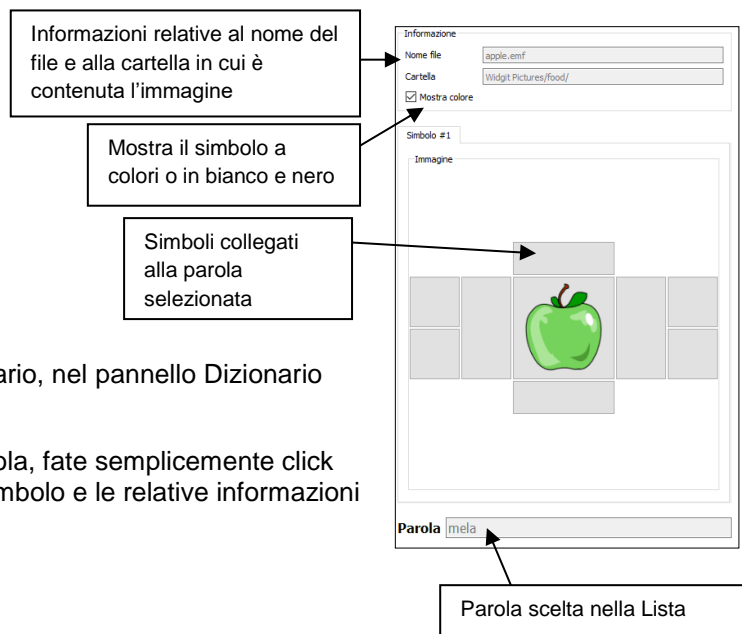 Informazioni relative al nome del
file e alla cartella in cui è
contenuta l'immagine
Mostra il simbolo a
colori o in bianco e nero
Simboli collegati
alla parola
selezionata
ario, nel pannello Dizionario
ola, fate semplicemente click
mbolo e le relative informazioni
Informazione
Nome file apple.emf
Cartella Widgit Pictures/food/
Mostra colore
Simbolo #1
Immagine
Parola mela
Parola scelta nella Lista